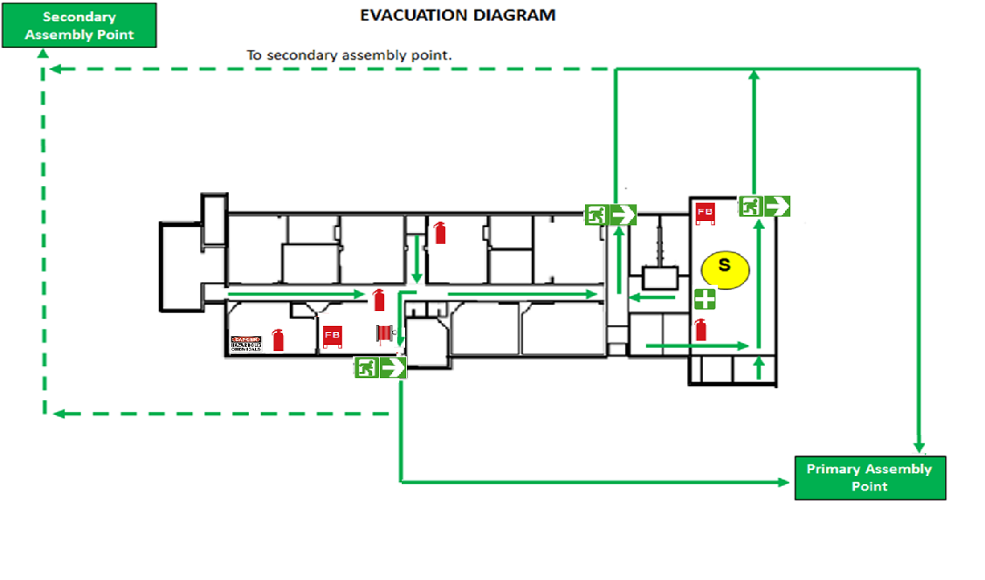 EVACUATION DIAGRAM
Secondary
Assembly Point
To secondary assembly point.
FB
S
FB
Primary Assembly
Point